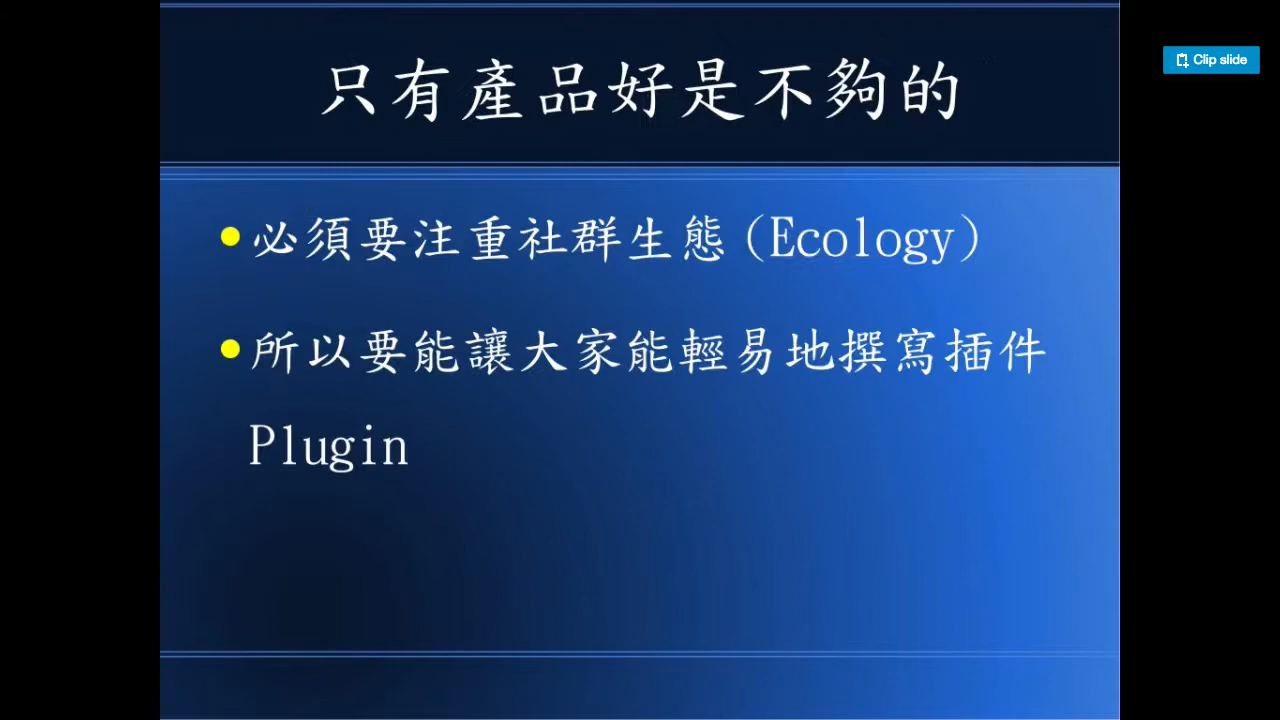 只有產品好是不夠的
Clip slide
必須要注重社群生態(Ecology)
所以要能讓大家能輕易地撰寫插件
Plugin